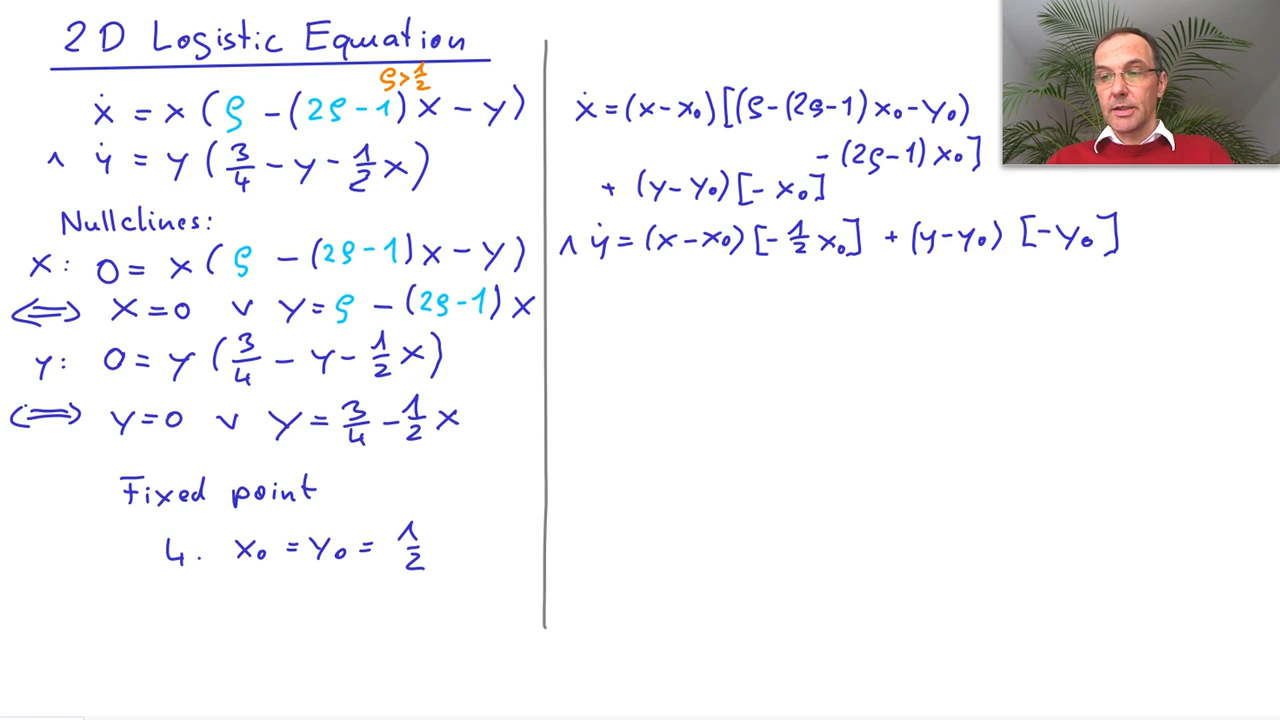 2D Logistic Equation
ϱ>1/2
ẋ = x(ϱ - (2ϱ-1)x - y)
∧ ẏ = y(3/4 - y - 1/2 x)
Nullclines:
x: 0 = x(ϱ - (2ϱ-1)x - y)
⟺ x=0 ∨ y=ϱ - (2ϱ-1)x
y: 0 = y(3/4 - y - 1/2 x)
⟺ y=0 ∨ y = 3/4 - 1/2 x
Fixed point
4. x₀ = y₀ = 1/2
ẋ = (x-x₀)[(ϱ-(2ϱ-1)x₀-y₀)
- (2ϱ-1)x₀]
+ (y-y₀)[-x₀]
∧ ẏ = (x-x₀)[-1/2 x₀] + (y-y₀)[-y₀]